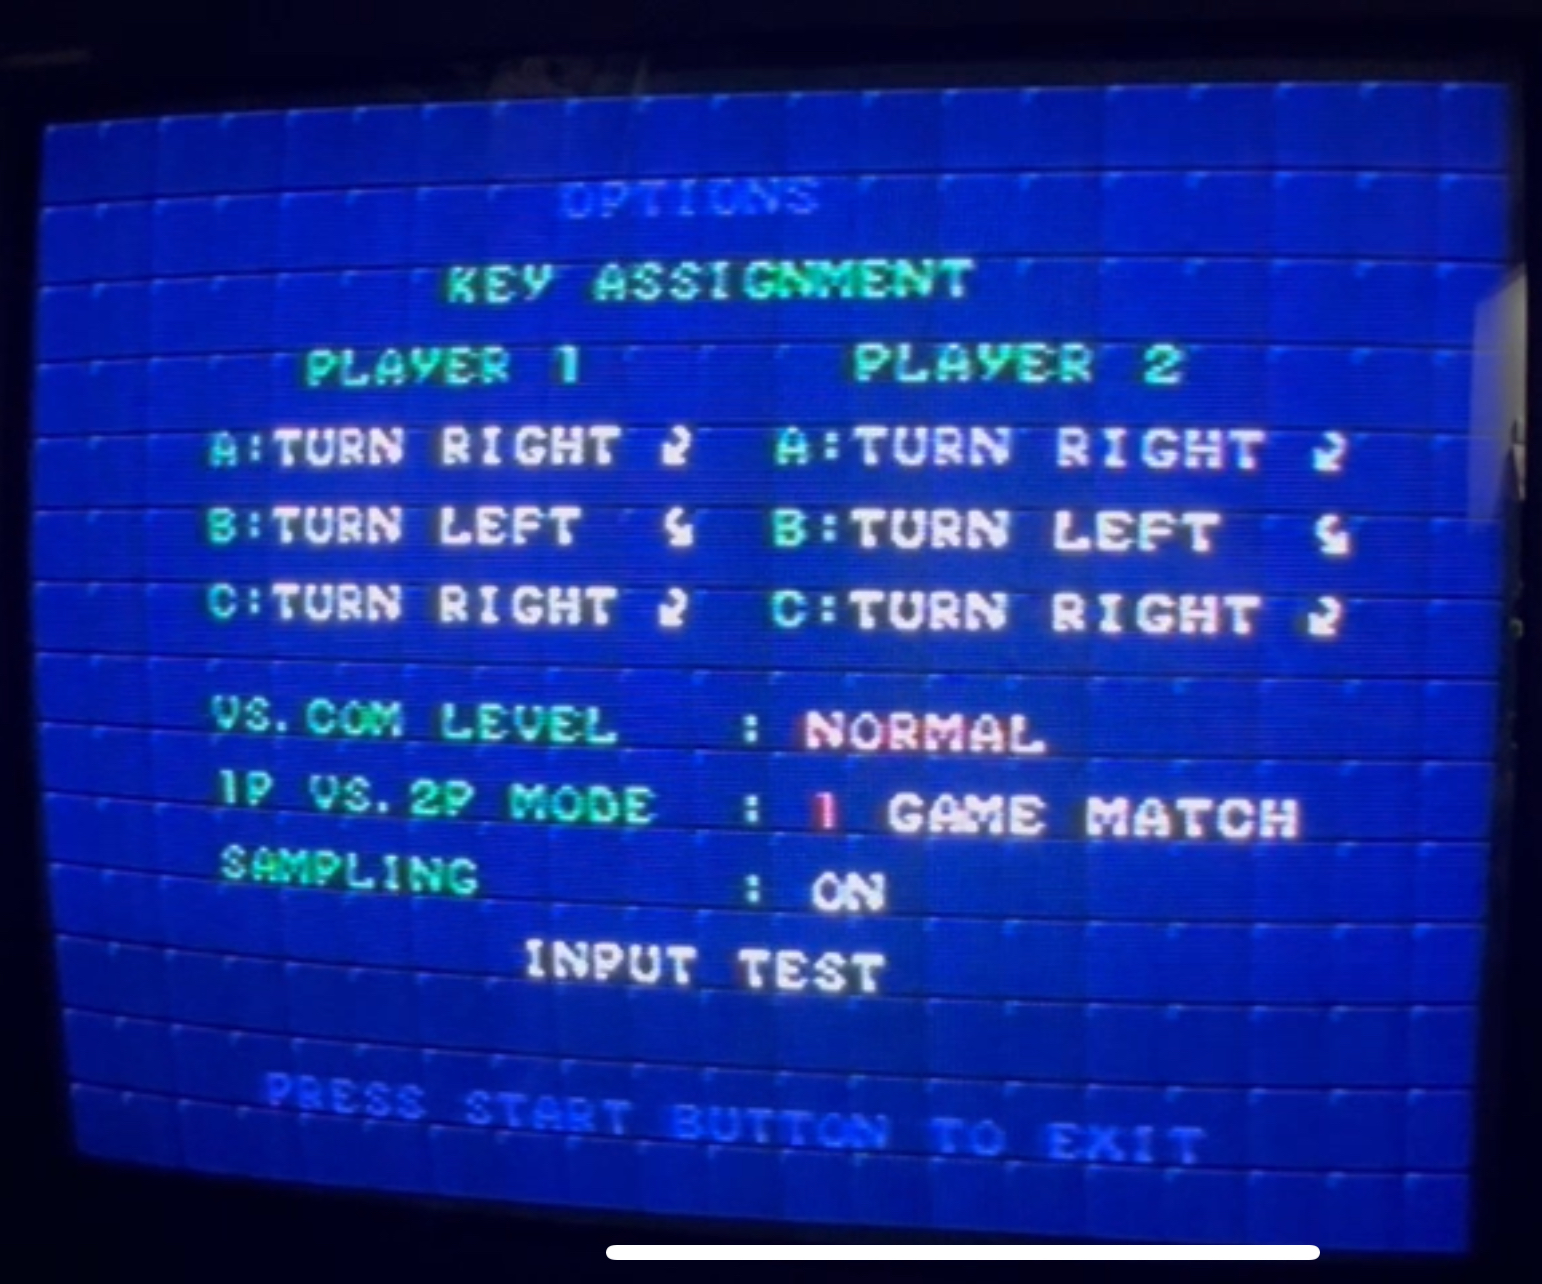 OPTIONS
KEY ASSIGNMENT
PLAYER 1 PLAYER 2
A:TURN RIGHT A:TURN RIGHT
B:TURN LEFT B:TURN LEFT
C:TURN RIGHT C:TURN RIGHT
VS.COM LEVEL : NORMAL
1P VS.2P MODE : 1 GAME MATCH
SAMPLING : ON
INPUT TEST
PRESS START BUTTON TO EXIT